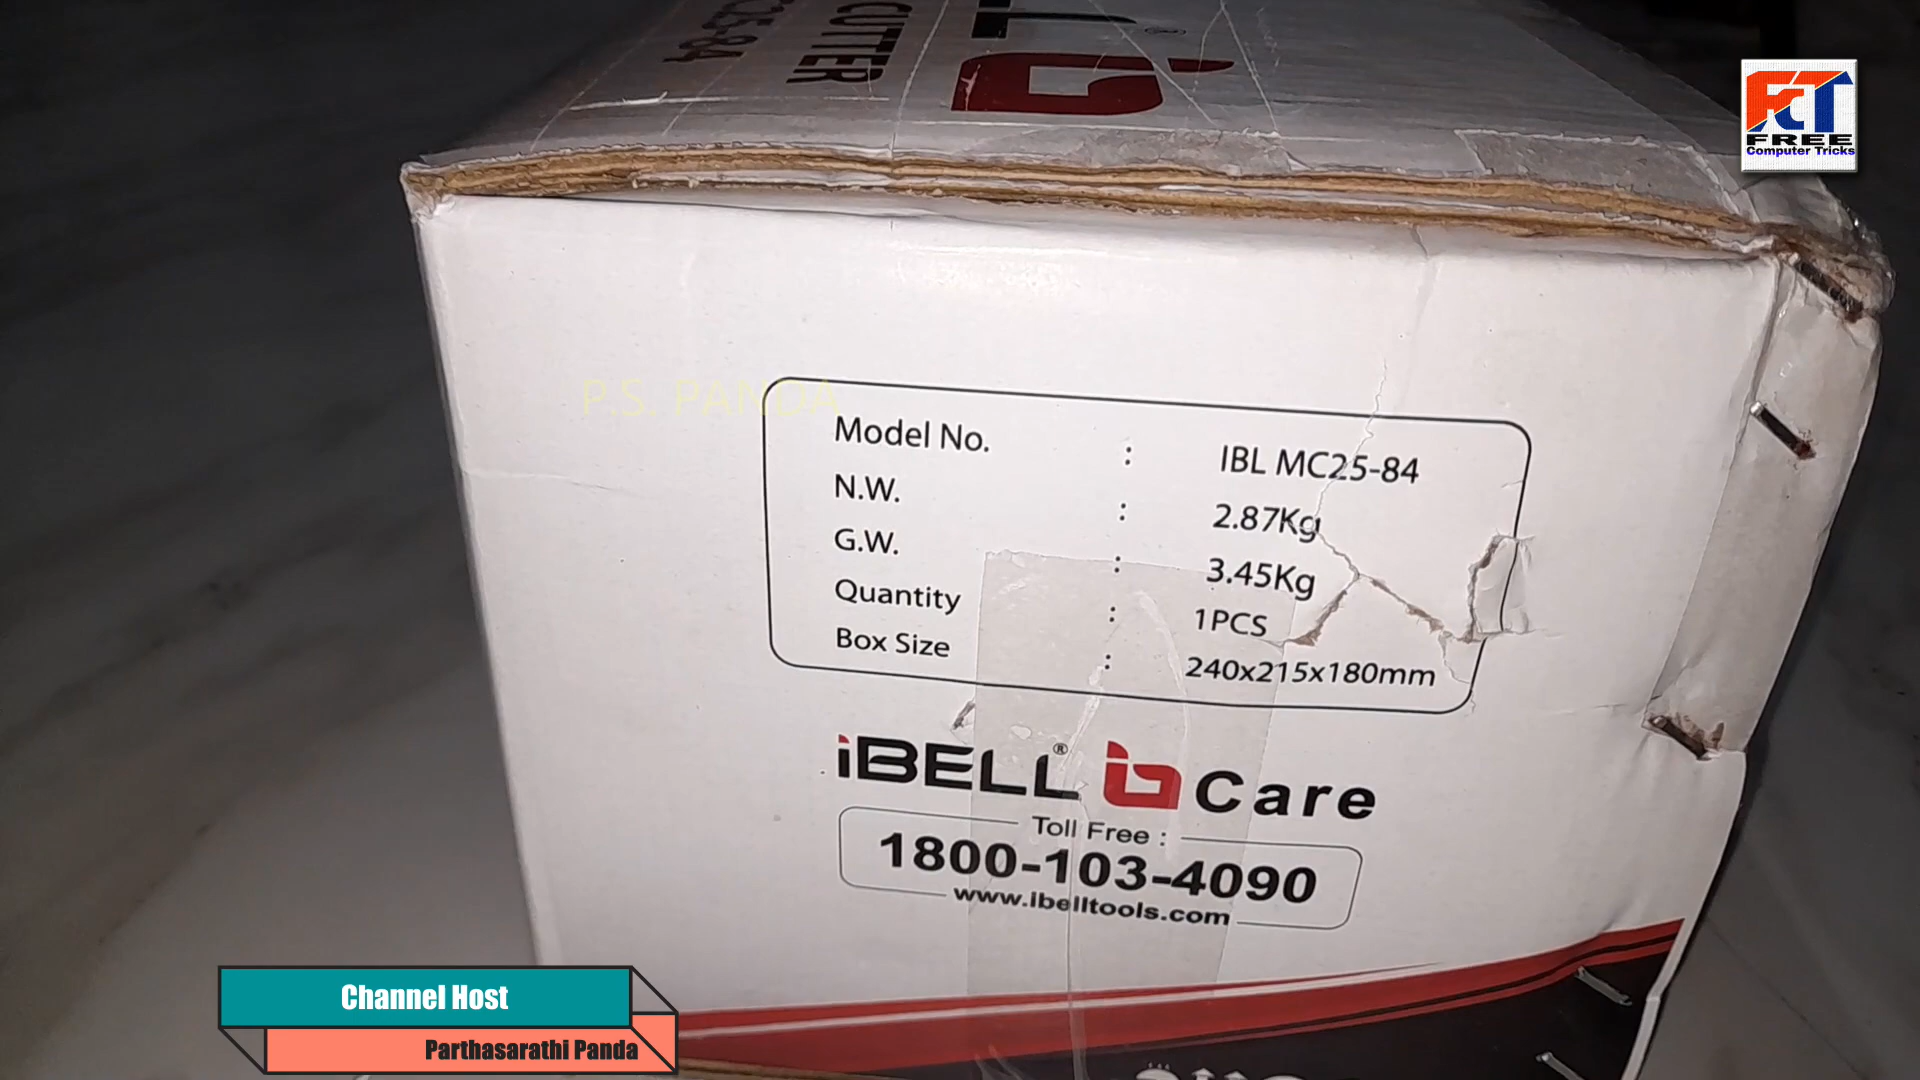 CUTTER
FCT
FREE
Computer Tricks
P.S. PANDA
Model No. : IBL MC25-84
N.W. : 2.87Kg
G.W. : 3.45Kg
Quantity : 1PCS
Box Size : 240x215x180mm
iBELL® Care
Toll Free :
1800-103-4090
www.ibelltools.com
Channel Host
Parthasarathi Panda